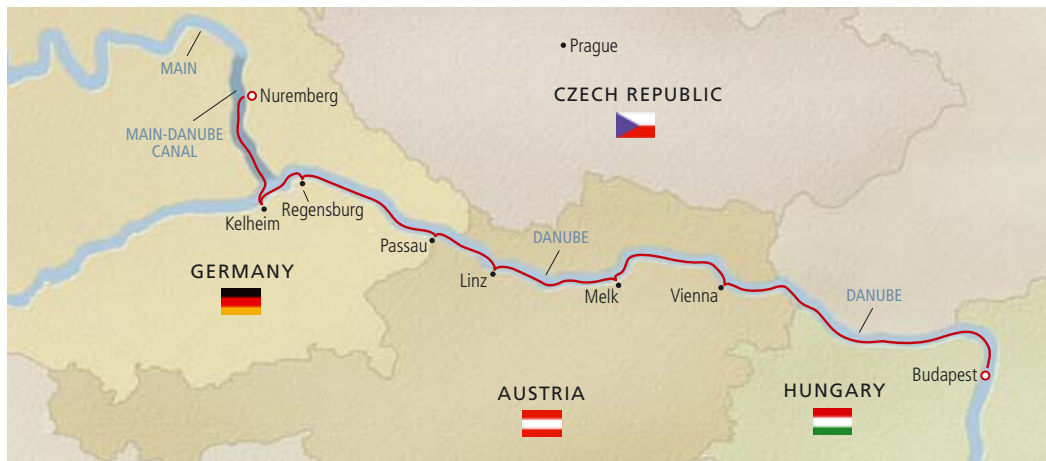 Prague
MAIN
CZECH REPUBLIC
Nuremberg
MAIN-DANUBE
CANAL
Regensburg
Kelheim
Passau
DANUBE
GERMANY
Linz
Melk
Vienna
DANUBE
Budapest
AUSTRIA
HUNGARY